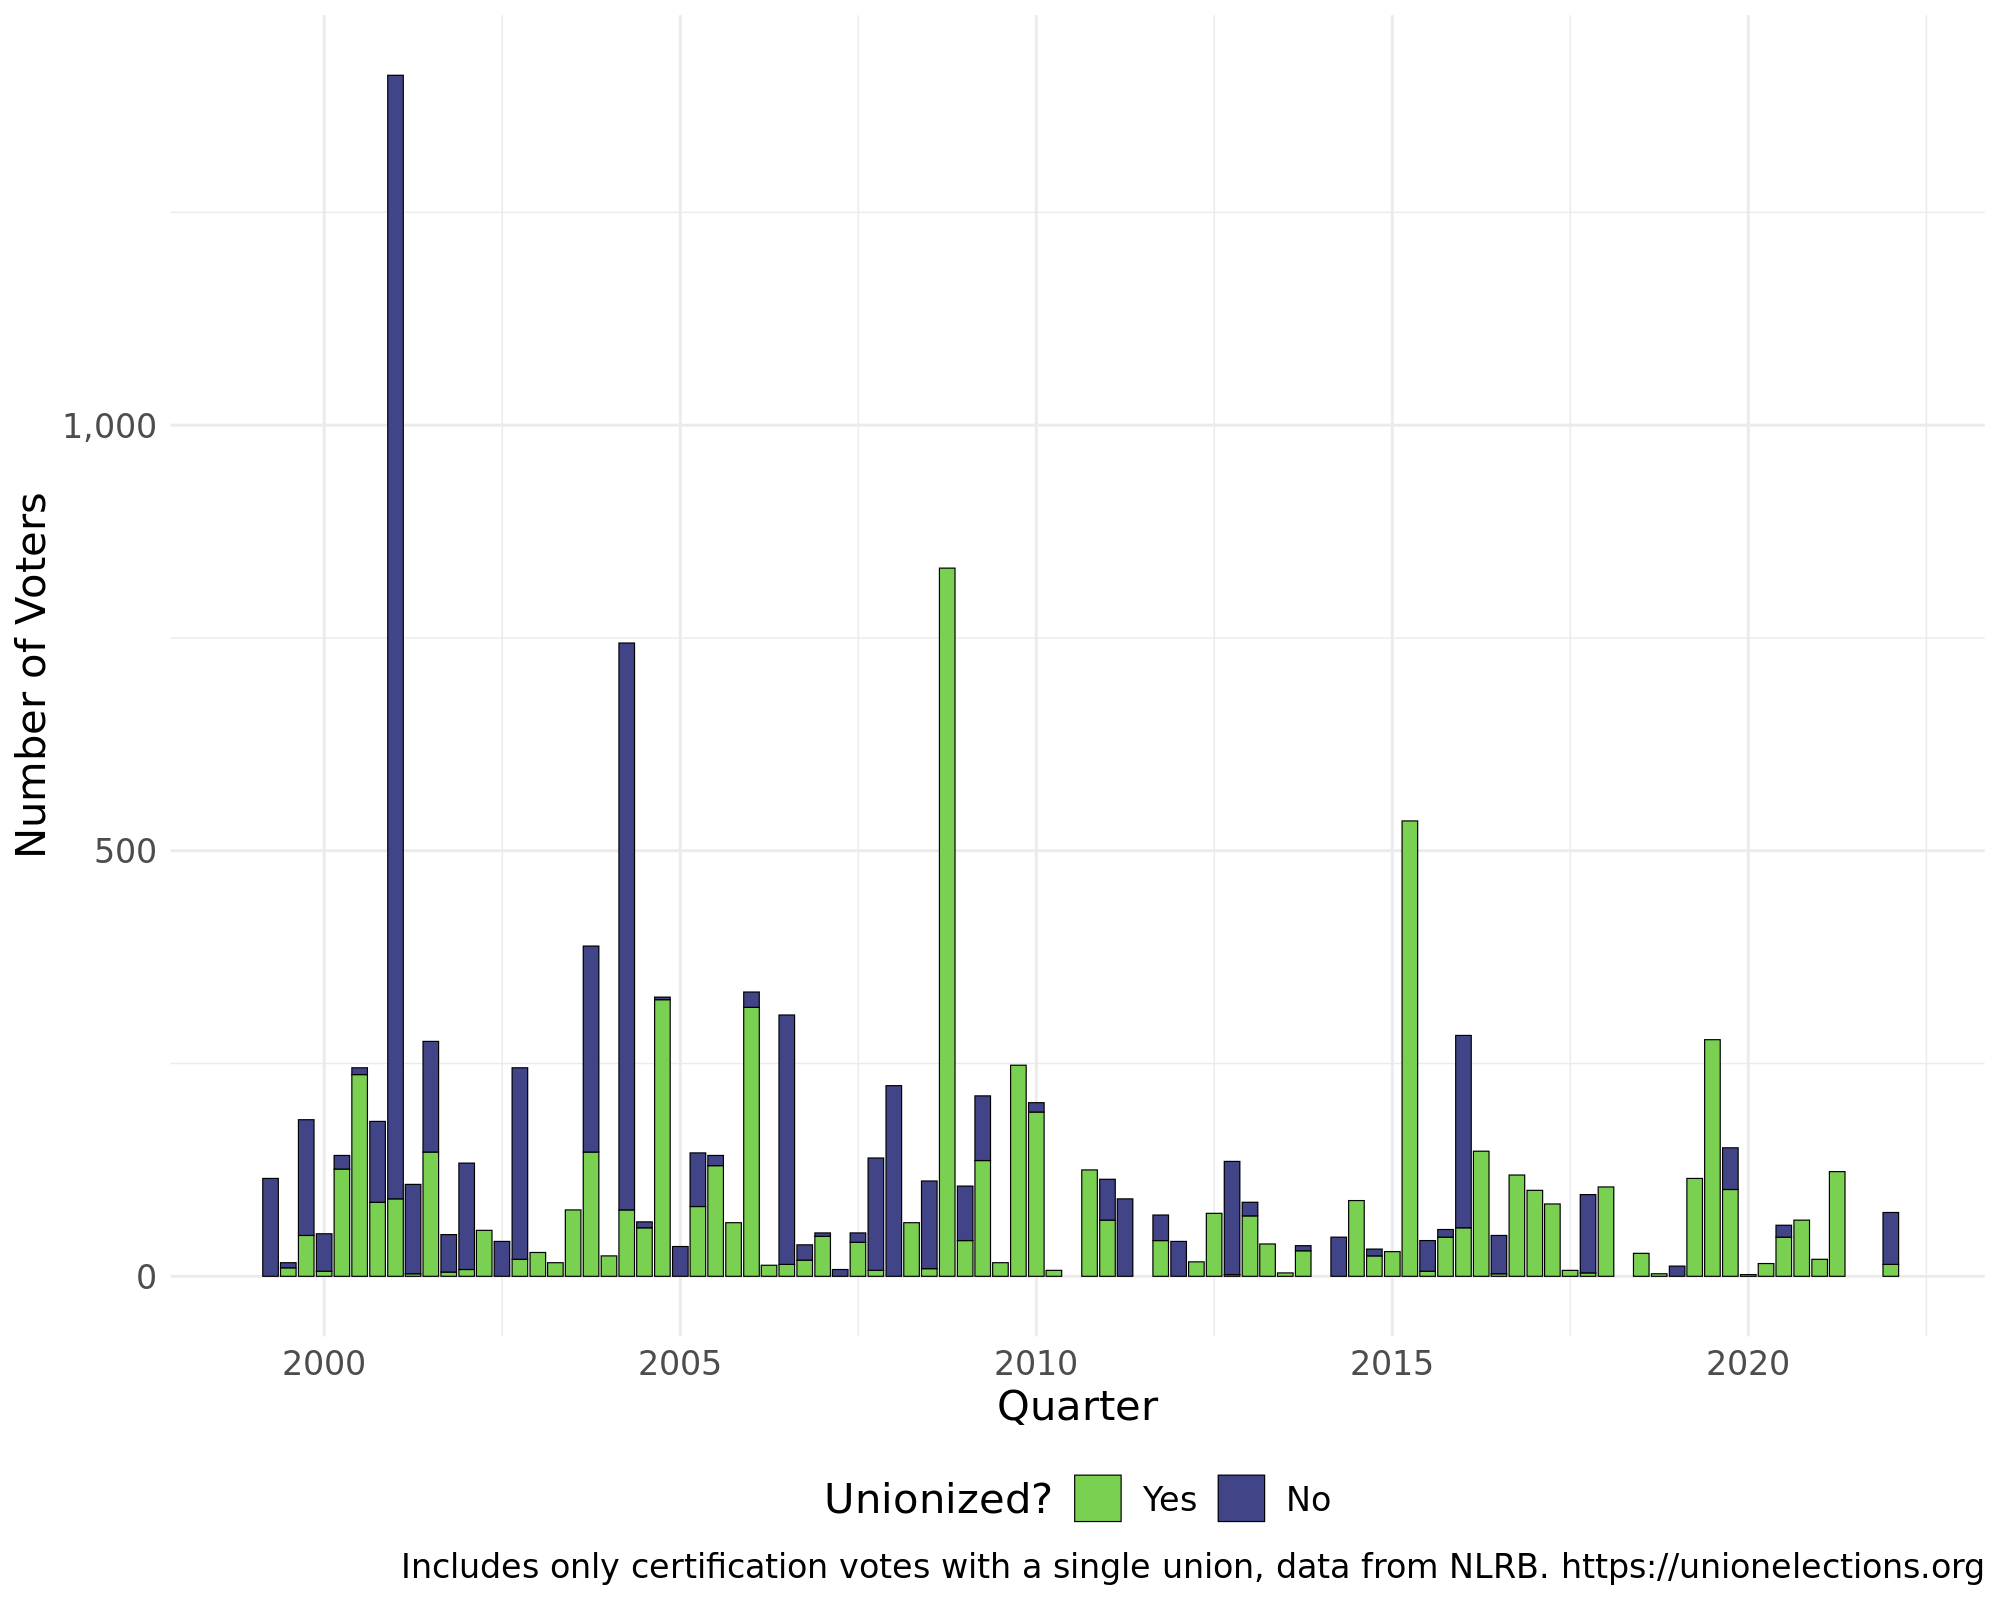 Number of Voters
1,000
500
0
2000 2005 2010 2015 2020
Quarter
Unionized? Yes No
Includes only certification votes with a single union, data from NLRB. https://unionelections.org